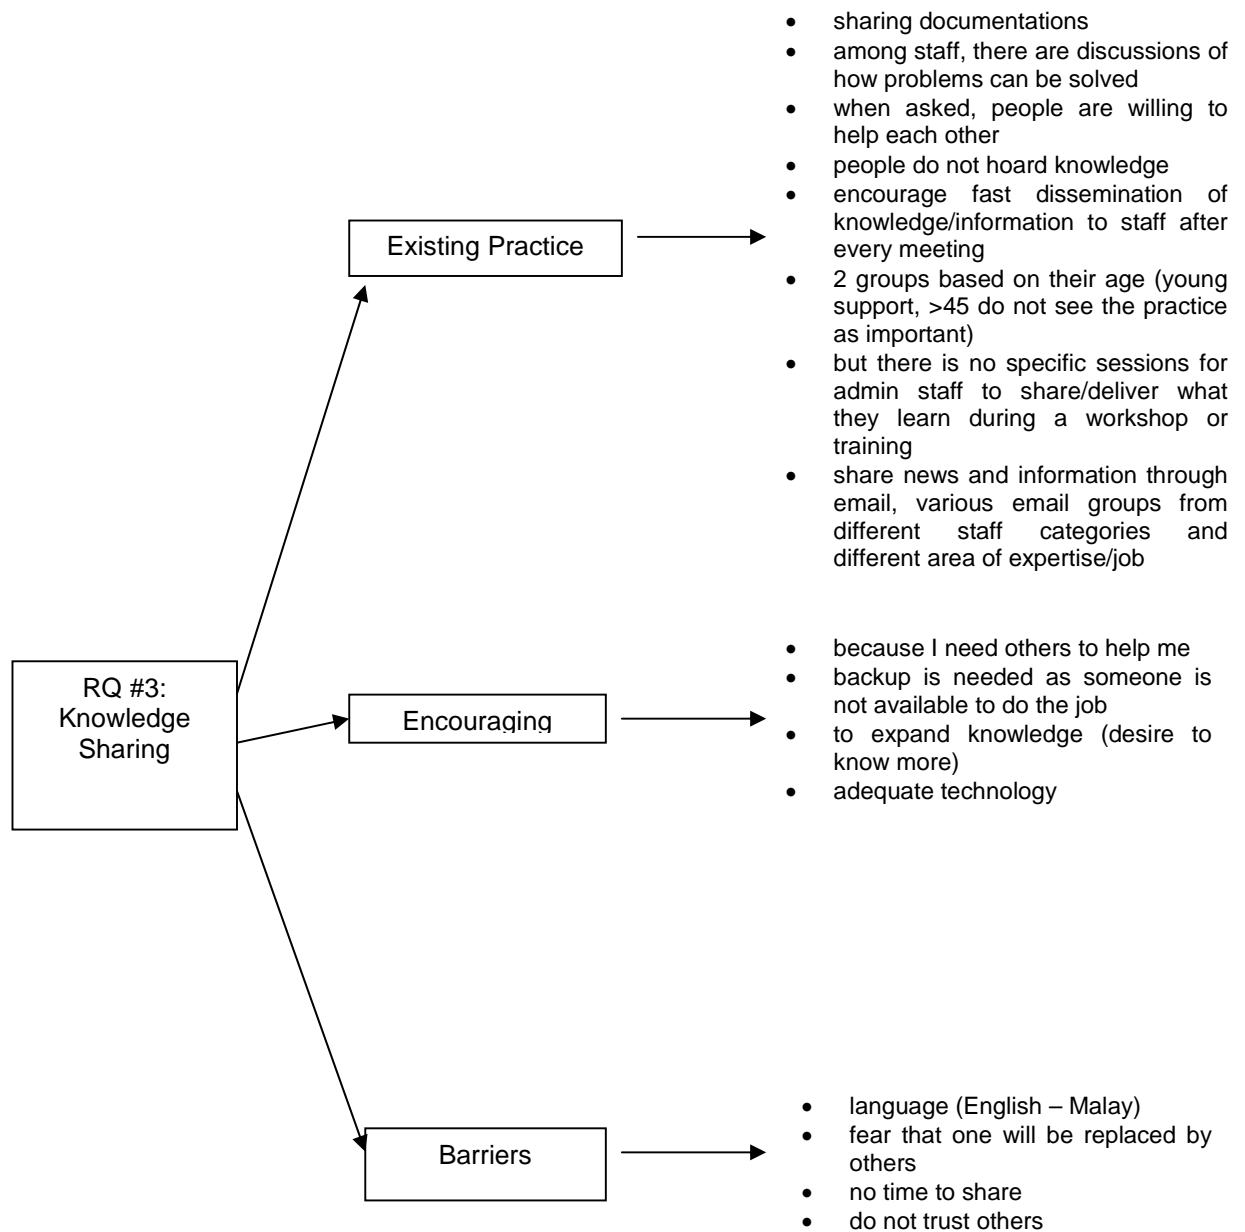 • sharing documentations
• among staff, there are discussions of
how problems can be solved
• when asked, people are willing to
help each other
• people do not hoard knowledge
• encourage fast dissemination of
knowledge/information to staff after
every meeting
• 2 groups based on their age (young
support, >45 do not see the practice
as important)
• but there is no specific sessions for
admin staff to share/deliver what
they learn during a workshop or
training
• share news and information through
email, various email groups from
different staff categories and
different area of expertise/job
Existing Practice
• because I need others to help me
• backup is needed as someone is
not available to do the job
• to expand knowledge (desire to
know more)
• adequate technology
RQ #3:
Knowledge
Sharing
Encouraging
• language (English – Malay)
• fear that one will be replaced by
others
• no time to share
• do not trust others
Barriers